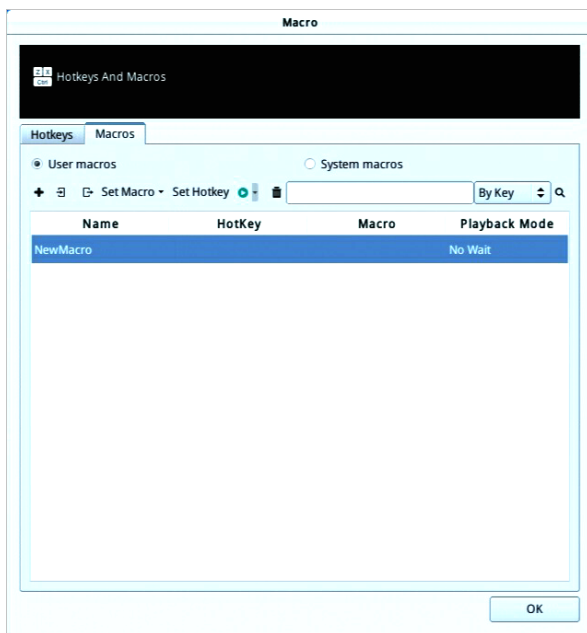 Macro
Z X
Ctrl
Hotkeys And Macros
Hotkeys Macros
User macros System macros
Set Macro Set Hotkey By Key
Name HotKey Macro Playback Mode
NewMacro No Wait
OK